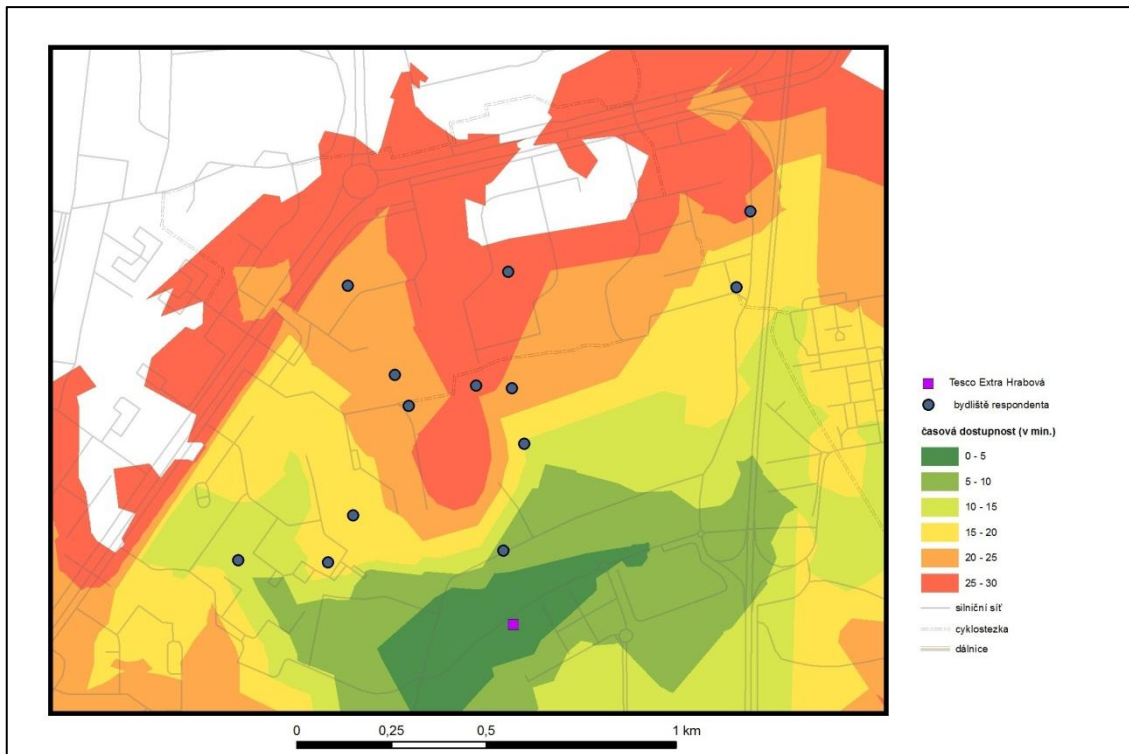 Tesco Extra Hrabová
bydliště respondenta
časová dostupnost (v min.)
0 - 5
5 - 10
10 - 15
15 - 20
20 - 25
25 - 30
silniční síť
cyklostezka
dálnice
0 0,25 0,5 1 km